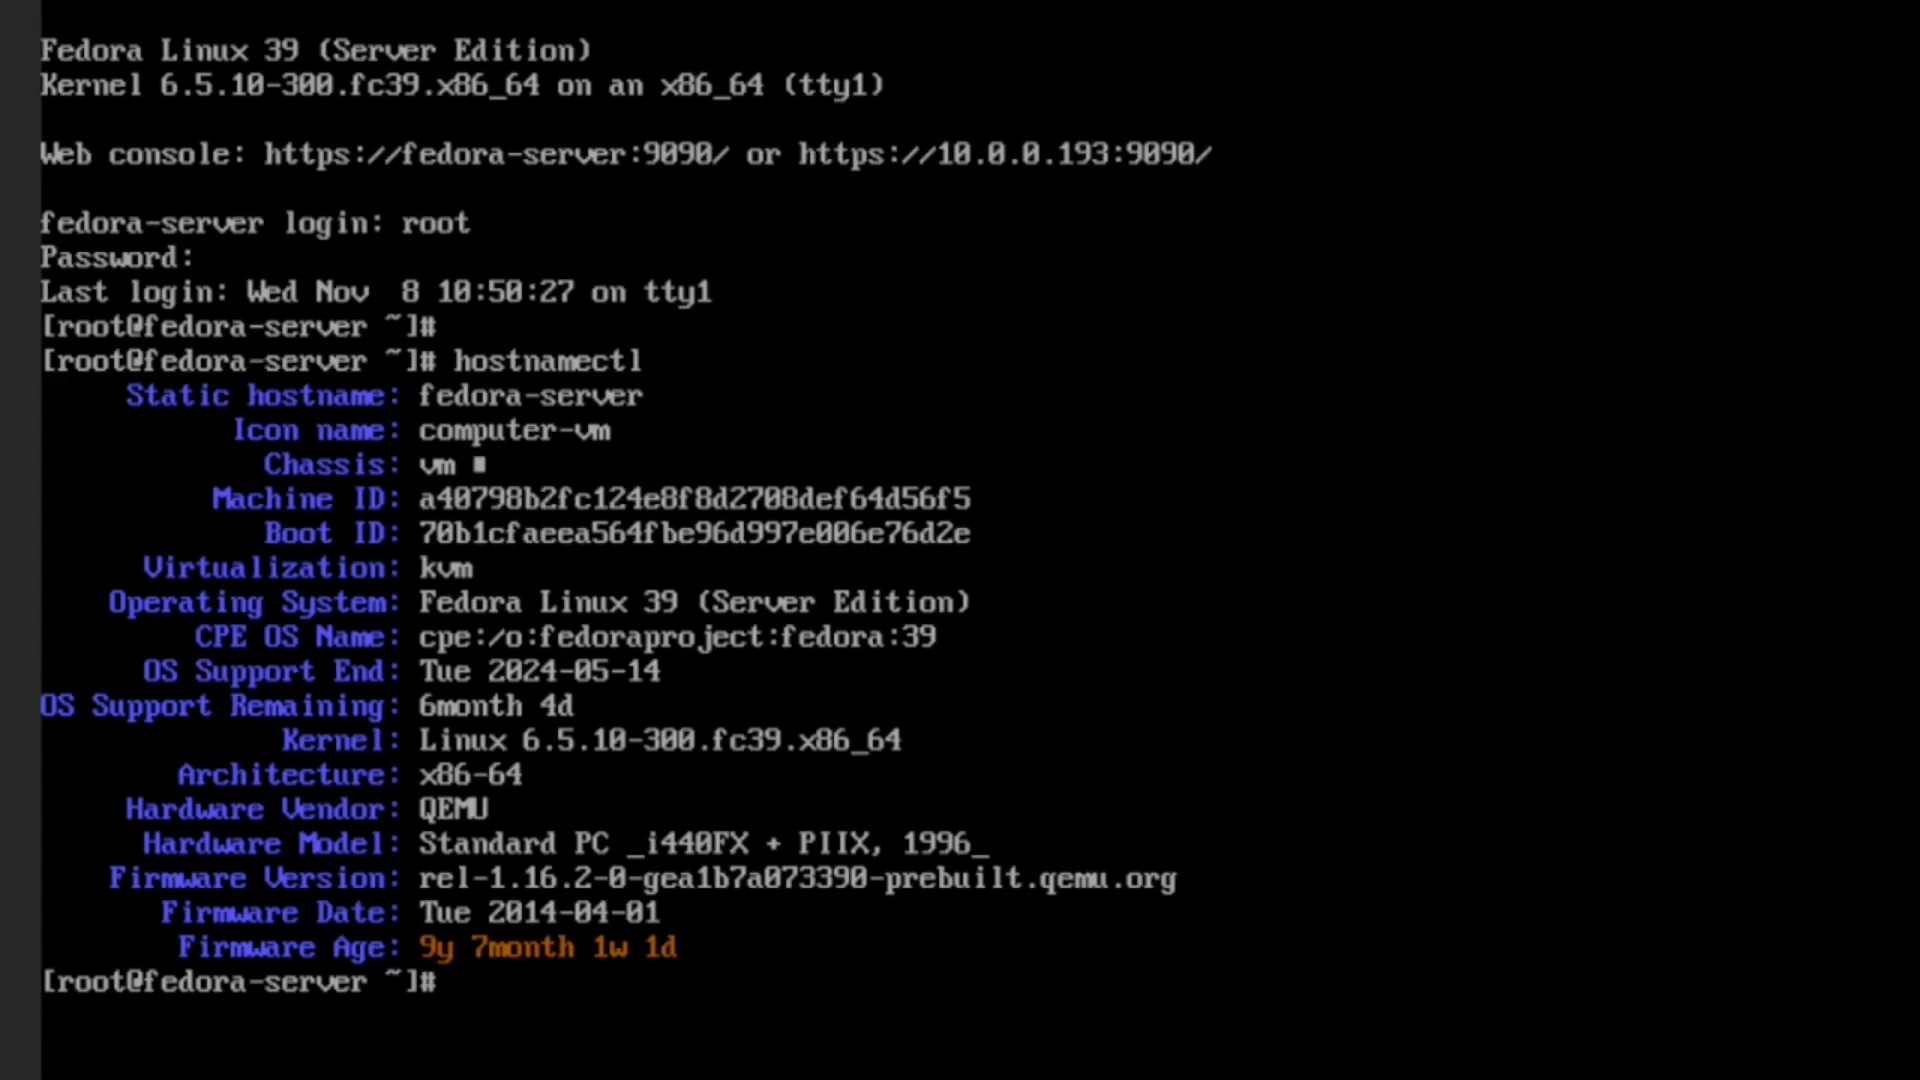 Fedora Linux 39 (Server Edition)
Kernel 6.5.10-300.fc39.x86_64 on an x86_64 (tty1)
Web console: https://fedora-server:9090/ or https://10.0.0.193:9090/
fedora-server login: root
Password:
Last login: Wed Nov  8 10:50:27 on tty1
[root@fedora-server ~]#
[root@fedora-server ~]# hostnamectl
Static hostname: fedora-server
Icon name: computer-vm
Chassis: vm ■
Machine ID: a40798b2fc124e8f8d2708def64d56f5
Boot ID: 70b1cfaeea564fbe96d997e006e76d2e
Virtualization: kvm
Operating System: Fedora Linux 39 (Server Edition)
CPE OS Name: cpe:/o:fedoraproject:fedora:39
OS Support End: Tue 2024-05-14
OS Support Remaining: 6month 4d
Kernel: Linux 6.5.10-300.fc39.x86_64
Architecture: x86-64
Hardware Vendor: QEMU
Hardware Model: Standard PC _i440FX + PIIX, 1996_
Firmware Version: rel-1.16.2-0-gea1b7a073390-prebuilt.qemu.org
Firmware Date: Tue 2014-04-01
Firmware Age: 9y 7month 1w 1d
[root@fedora-server ~]#